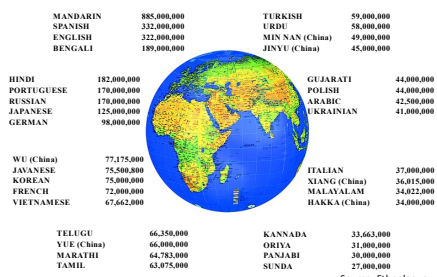 MANDARIN 885,000,000
SPANISH 332,000,000
ENGLISH 322,000,000
BENGALI 189,000,000
TURKISH 59,000,000
URDU 58,000,000
MIN NAN (China) 49,000,000
JINYU (China) 45,000,000
HINDI 182,000,000
PORTUGUESE 170,000,000
RUSSIAN 170,000,000
JAPANESE 125,000,000
GERMAN 98,000,000
GUJARATI 44,000,000
POLISH 44,000,000
ARABIC 42,500,000
UKRAINIAN 41,000,000
WU (China) 77,175,000
JAVANESE 75,500,800
KOREAN 75,000,000
FRENCH 72,000,000
VIETNAMESE 67,662,000
ITALIAN 37,000,000
XIANG (China) 36,015,000
MALAYALAM 34,022,000
HAKKA (China) 34,000,000
TELUGU 66,350,000
YUE (China) 66,000,000
MARATHI 64,783,000
TAMIL 63,075,000
KANNADA 33,663,000
ORIYA 31,000,000
PANJABI 30,000,000
SUNDA 27,000,000